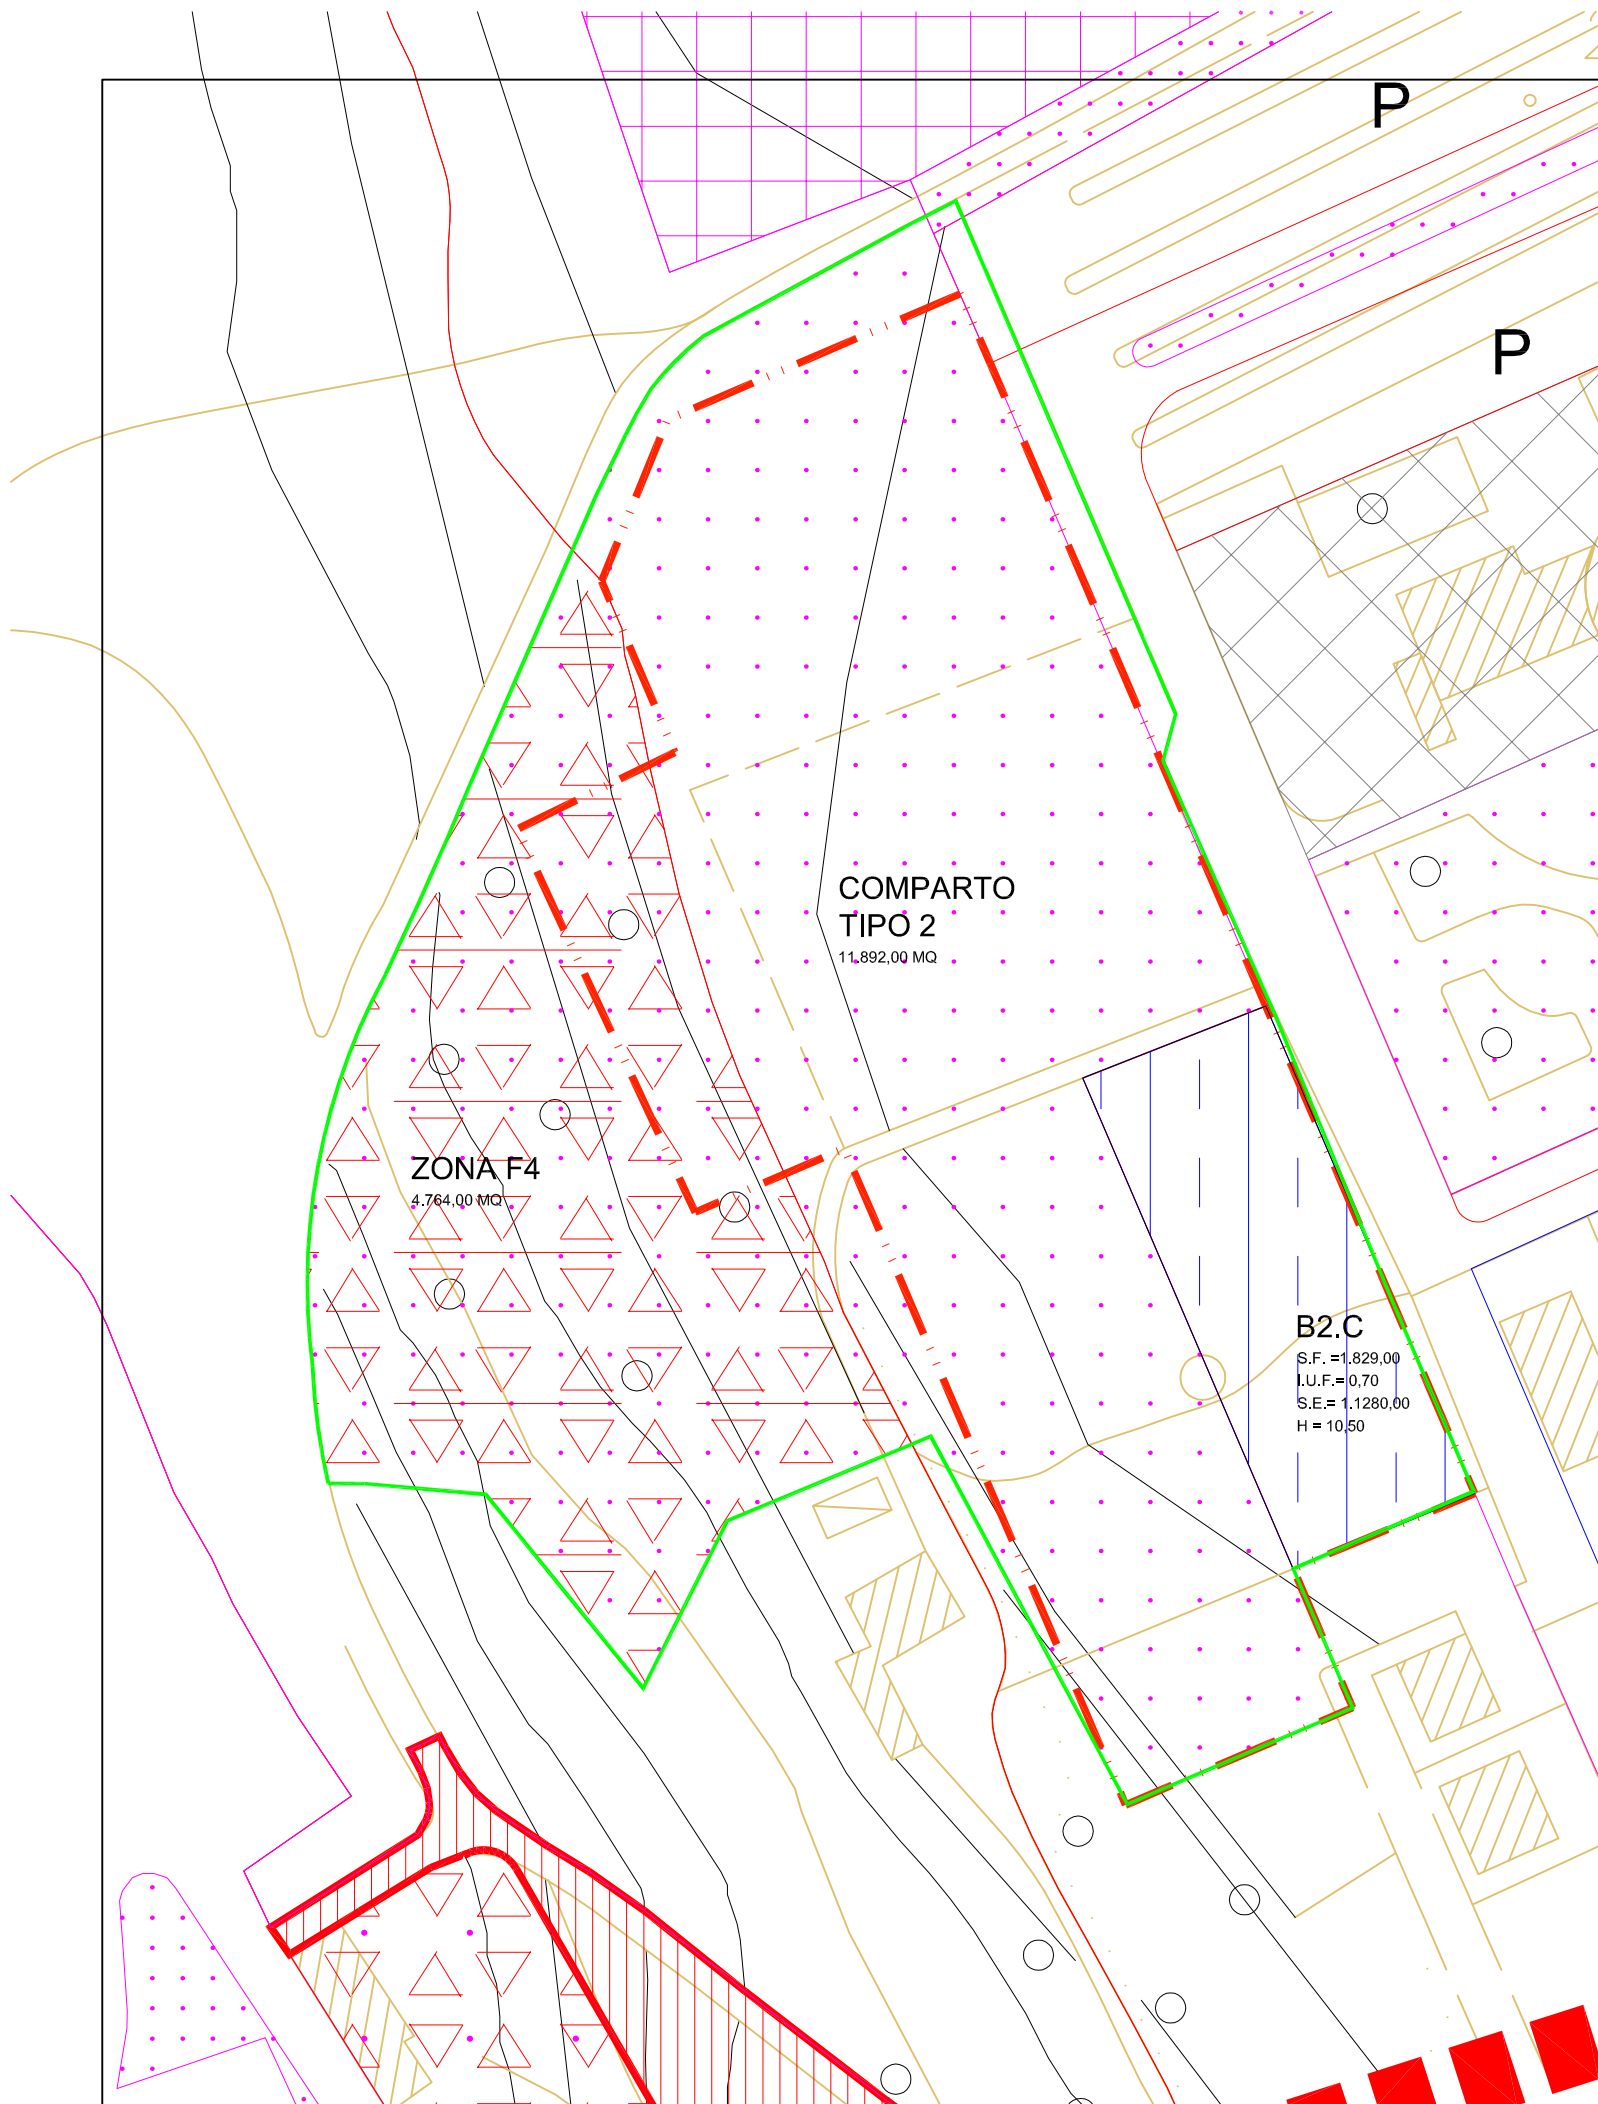 P
P
COMPARTO
TIPO 2
11.892,00 MQ
ZONA F4
4.764,00 MQ
B2.C
S.F. =1.829,00
I.U.F.= 0,70
S.E.= 1.1280,00
H = 10,50